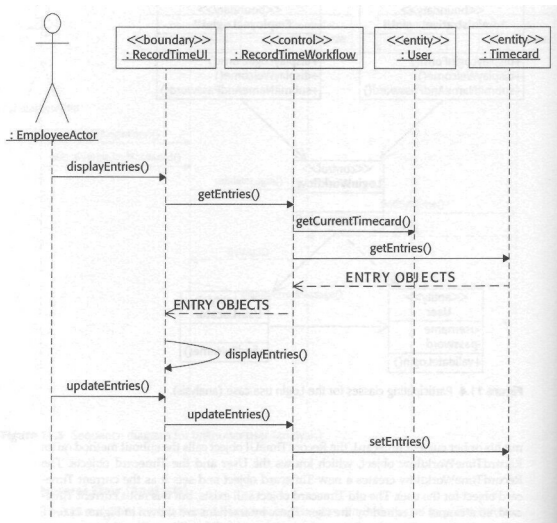 <<boundary>>
: RecordTimeUI
<<control>>
: RecordTimeWorkflow
<<entity>>
: User
<<entity>>
: Timecard
: EmployeeActor
displayEntries()
getEntries()
getCurrentTimecard()
getEntries()
ENTRY OBJECTS
ENTRY OBJECTS
displayEntries()
updateEntries()
updateEntries()
setEntries()